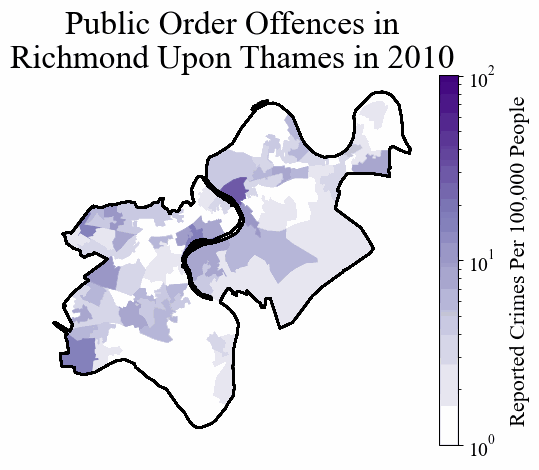 Public Order Offences in
Richmond Upon Thames in 2010
10²
10¹
10⁰
Reported Crimes Per 100,000 People